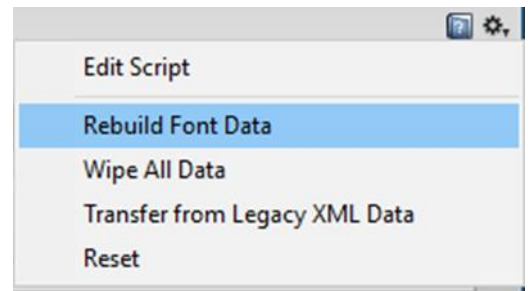 Edit Script
Rebuild Font Data
Wipe All Data
Transfer from Legacy XML Data
Reset